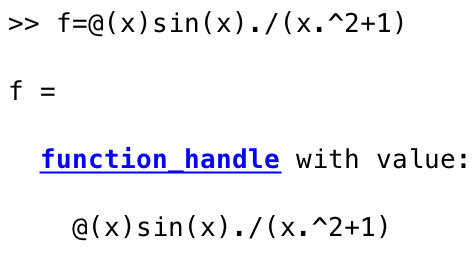 >> f=@(x)sin(x)./(x.^2+1)
f =
function_handle with value:
@(x)sin(x)./(x.^2+1)